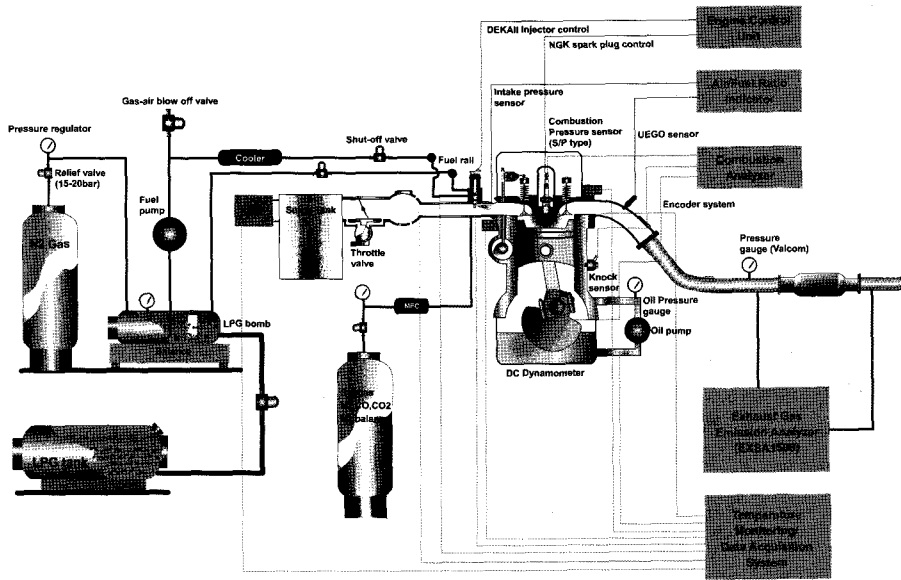 DEKAII Injector control
Engine Control
Unit
NGK spark plug control
Air/Fuel Ratio
Indicator
Intake pressure
sensor
Gas-air blow off valve
Combustion
Pressure sensor
(S/P type)
UEGO sensor
Pressure regulator
Shut-off valve
Cooler
Fuel rail
Combustion
Analyzer
Relief valve
(15-20bar)
Encoder system
Fuel
pump
N2 Gas
Throttle
valve
Pressure
gauge (Valcom)
Knock
sensor
MFC
Oil Pressure
gauge
LPG bomb
Oil pump
DC Dynamometer
CO,CO2
Exhaust Gas
Emission Analyzer
LPG tank
Temperature
Monitoring
Data Acquisition
System